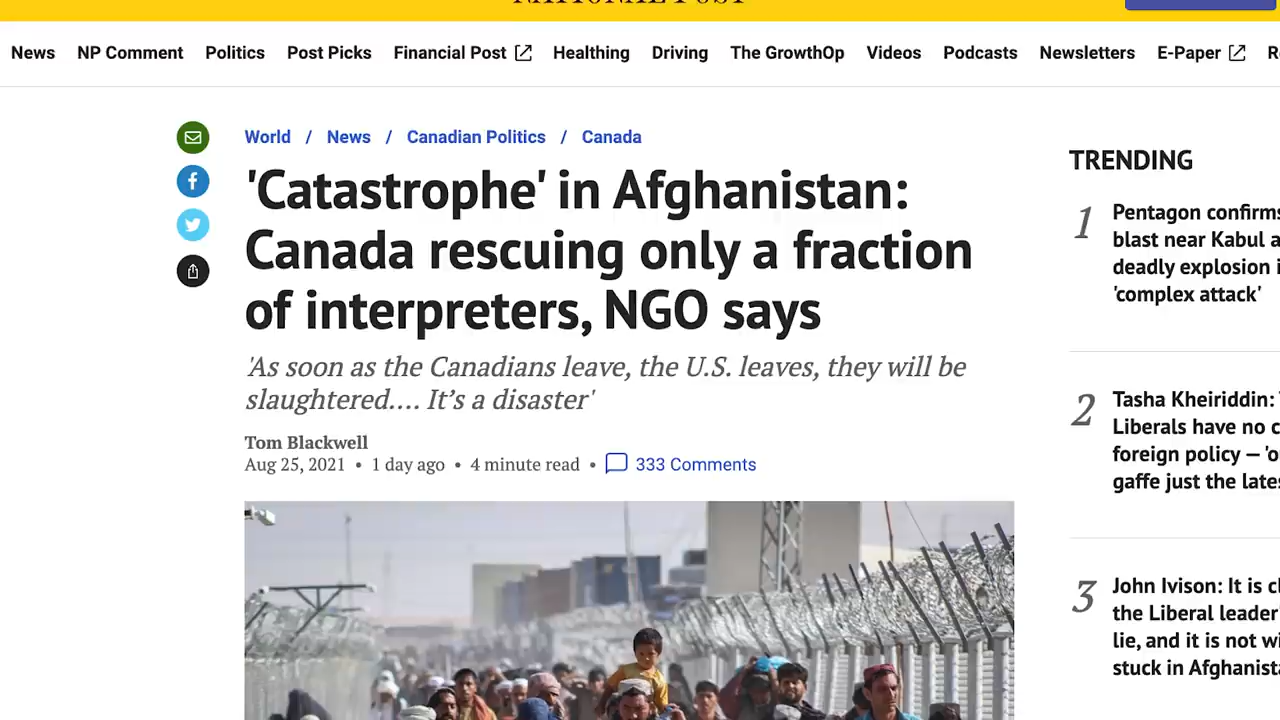 NATIONAL POST
News NP Comment Politics Post Picks Financial Post Healthing Driving The GrowthOp Videos Podcasts Newsletters E-Paper
World / News / Canadian Politics / Canada
'Catastrophe' in Afghanistan:
Canada rescuing only a fraction
of interpreters, NGO says
'As soon as the Canadians leave, the U.S. leaves, they will be
slaughtered.... It’s a disaster'
Tom Blackwell
Aug 25, 2021 • 1 day ago • 4 minute read • 333 Comments
TRENDING
1
Pentagon confirms
blast near Kabul a
deadly explosion i
'complex attack'
2
Tasha Kheiriddin:
Liberals have no c
foreign policy — 'o
gaffe just the late
3
John Ivison: It is cl
the Liberal leader'
lie, and it is not wi
stuck in Afghanist